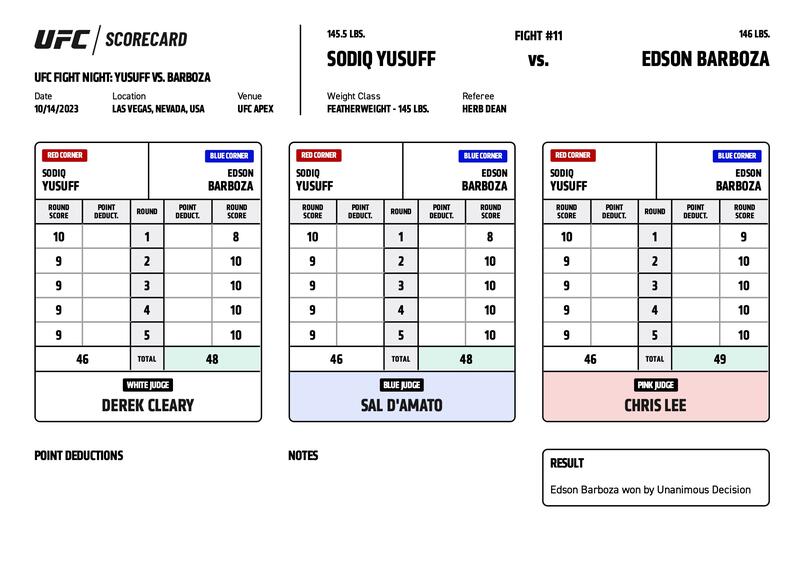 UFC SCORECARD
UFC FIGHT NIGHT: YUSUFF VS. BARBOZA
Date Location Venue
10/14/2023 LAS VEGAS, NEVADA, USA UFC APEX
145.5 LBS. FIGHT #11 146 LBS.
SODIQ YUSUFF vs. EDSON BARBOZA
Weight Class Referee
FEATHERWEIGHT - 145 LBS. HERB DEAN
RED CORNER BLUE CORNER
SODIQ EDSON
YUSUFF BARBOZA
ROUND SCORE POINT DEDUCT. ROUND POINT DEDUCT. ROUND SCORE
10 1 8
9 2 10
9 3 10
9 4 10
9 5 10
46 TOTAL 48
WHITE JUDGE
DEREK CLEARY
RED CORNER BLUE CORNER
SODIQ EDSON
YUSUFF BARBOZA
ROUND SCORE POINT DEDUCT. ROUND POINT DEDUCT. ROUND SCORE
10 1 8
9 2 10
9 3 10
9 4 10
9 5 10
46 TOTAL 48
BLUE JUDGE
SAL D'AMATO
RED CORNER BLUE CORNER
SODIQ EDSON
YUSUFF BARBOZA
ROUND SCORE POINT DEDUCT. ROUND POINT DEDUCT. ROUND SCORE
10 1 9
9 2 10
9 3 10
9 4 10
9 5 10
46 TOTAL 49
PINK JUDGE
CHRIS LEE
POINT DEDUCTIONS
NOTES
RESULT
Edson Barboza won by Unanimous Decision